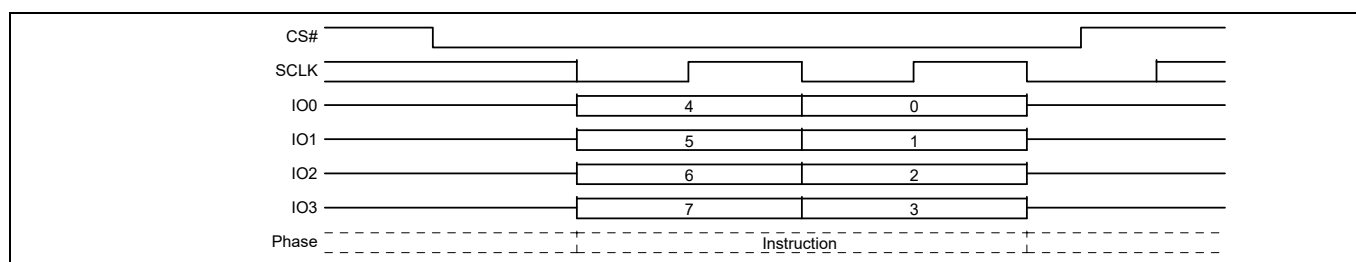 CS#
SCLK
IO0 4 0
IO1 5 1
IO2 6 2
IO3 7 3
Phase Instruction